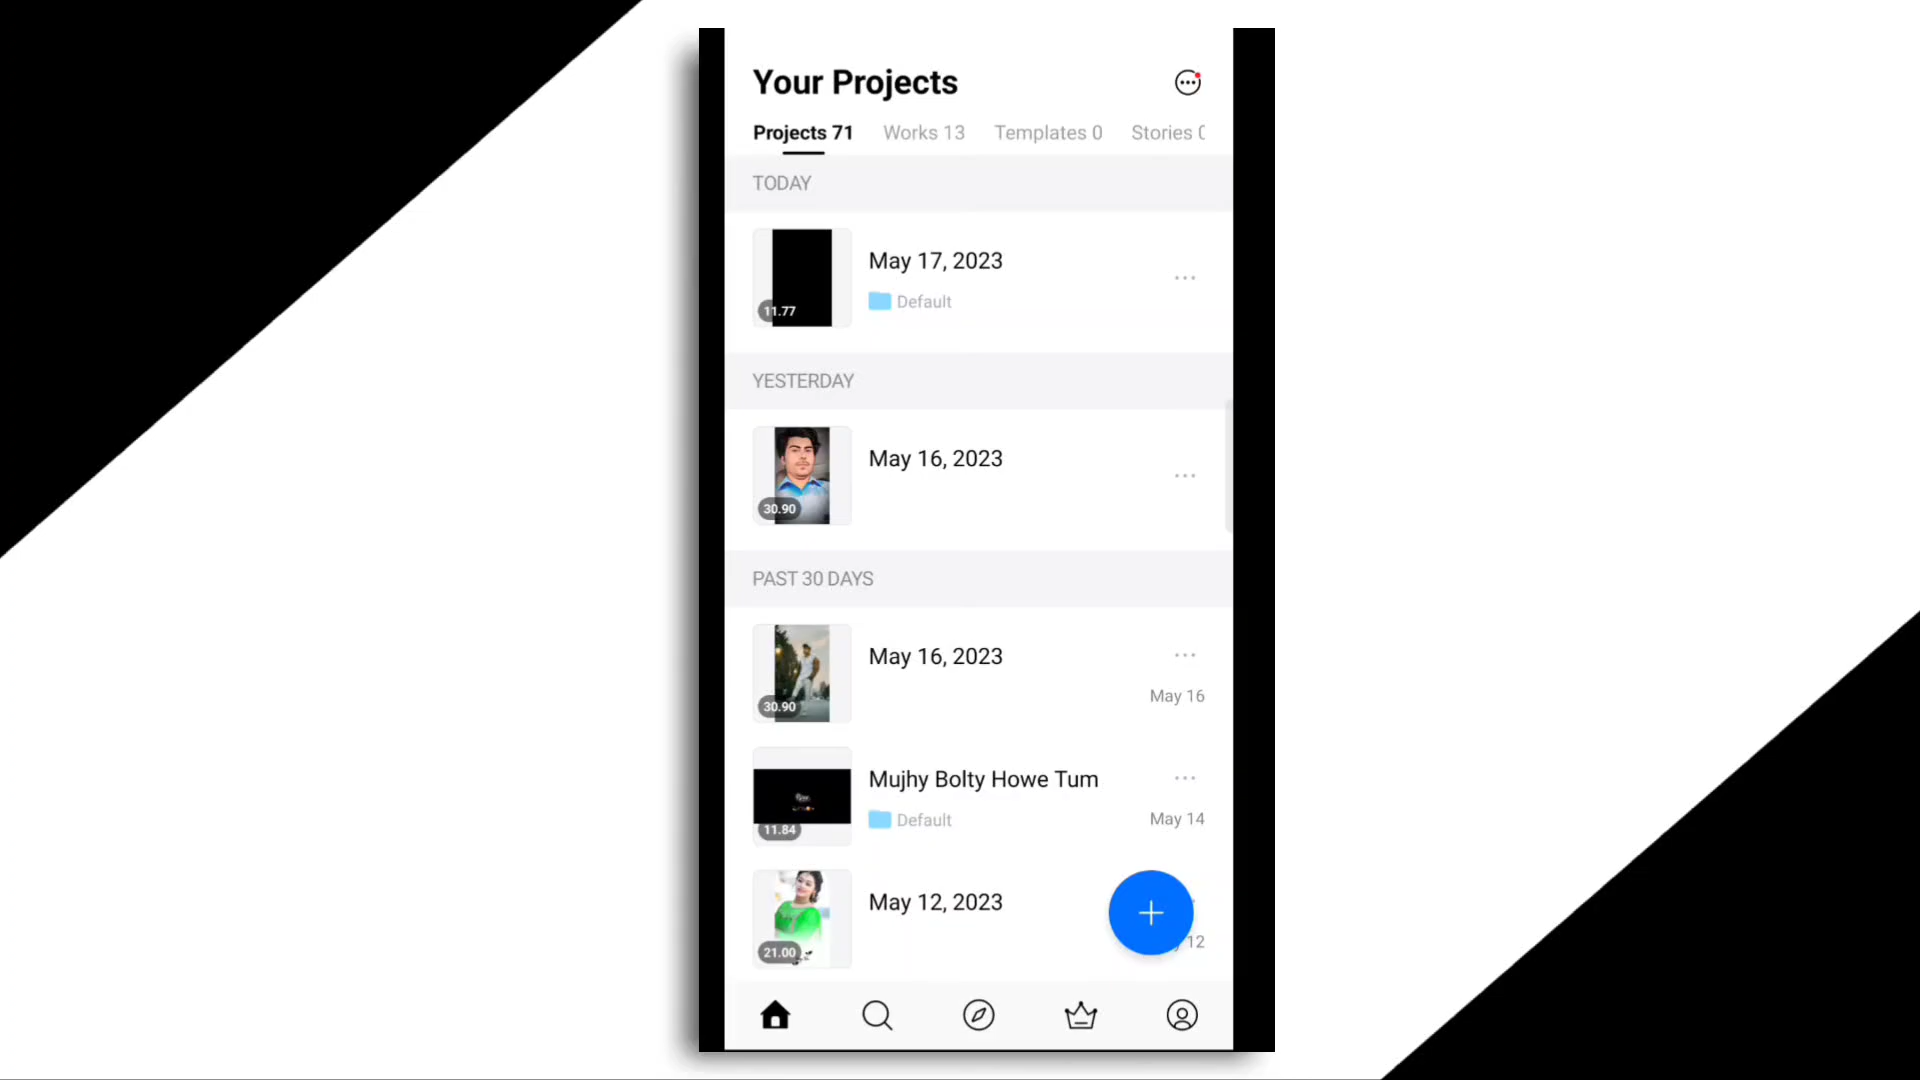 Your Projects
Projects 71 Works 13 Templates 0 Stories
TODAY
May 17, 2023
11.77
Default
YESTERDAY
May 16, 2023
30.90
PAST 30 DAYS
May 16, 2023
30.90
May 16
Mujhy Bolty Howe Tum
11.84
Default
May 14
May 12, 2023
21.00
12